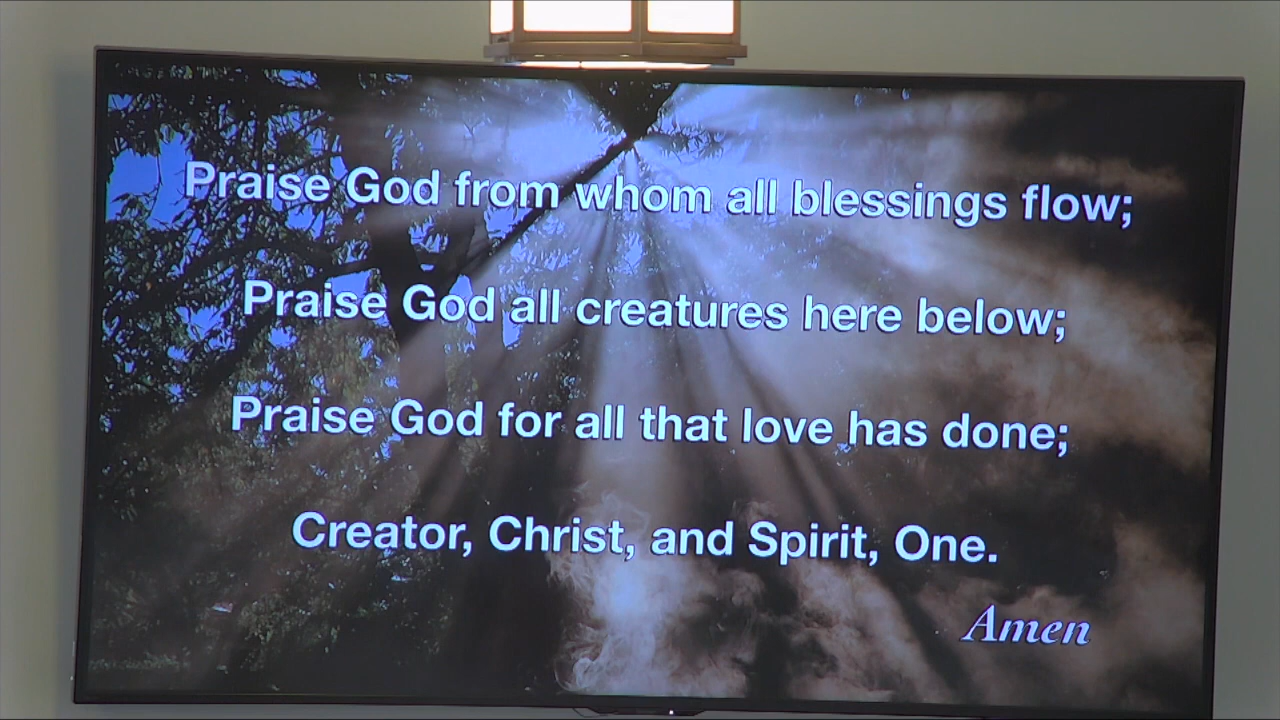 Praise God from whom all blessings flow;
Praise God all creatures here below;
Praise God for all that love has done;
Creator, Christ, and Spirit, One.
Amen